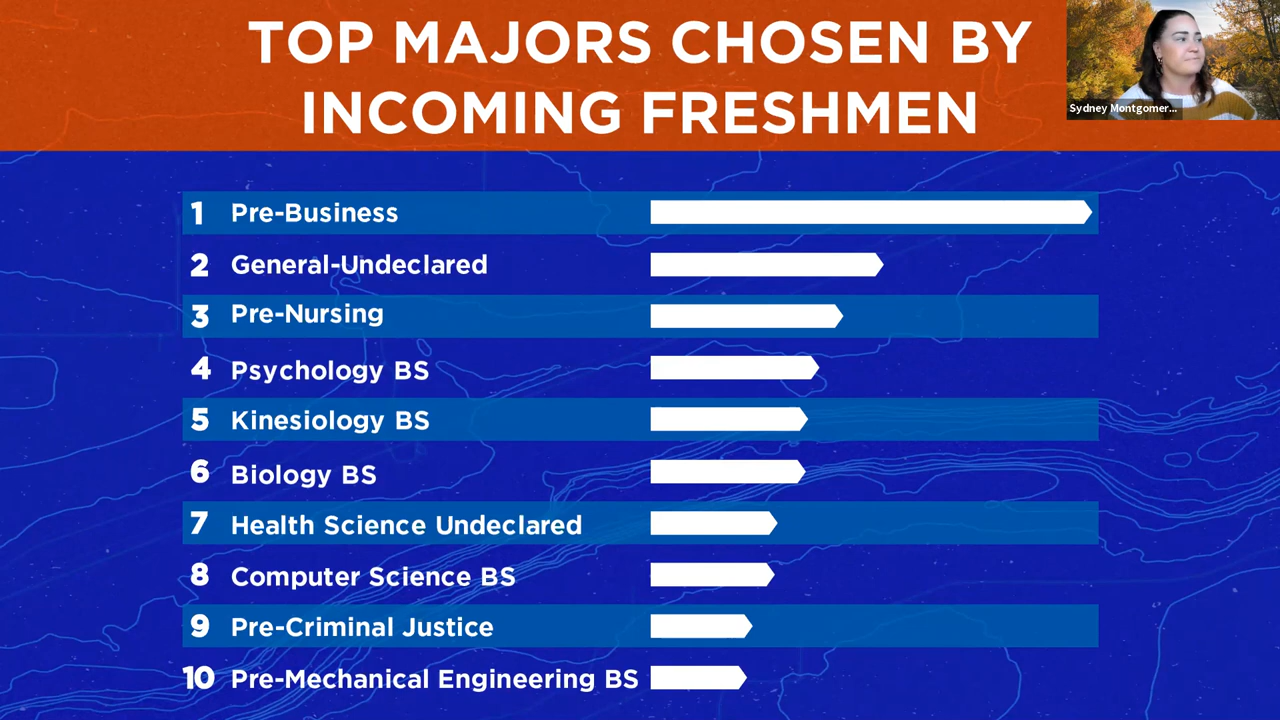 TOP MAJORS CHOSEN BY
INCOMING FRESHMEN
Sydney Montgomer...
1 Pre-Business
2 General-Undeclared
3 Pre-Nursing
4 Psychology BS
5 Kinesiology BS
6 Biology BS
7 Health Science Undeclared
8 Computer Science BS
9 Pre-Criminal Justice
10 Pre-Mechanical Engineering BS